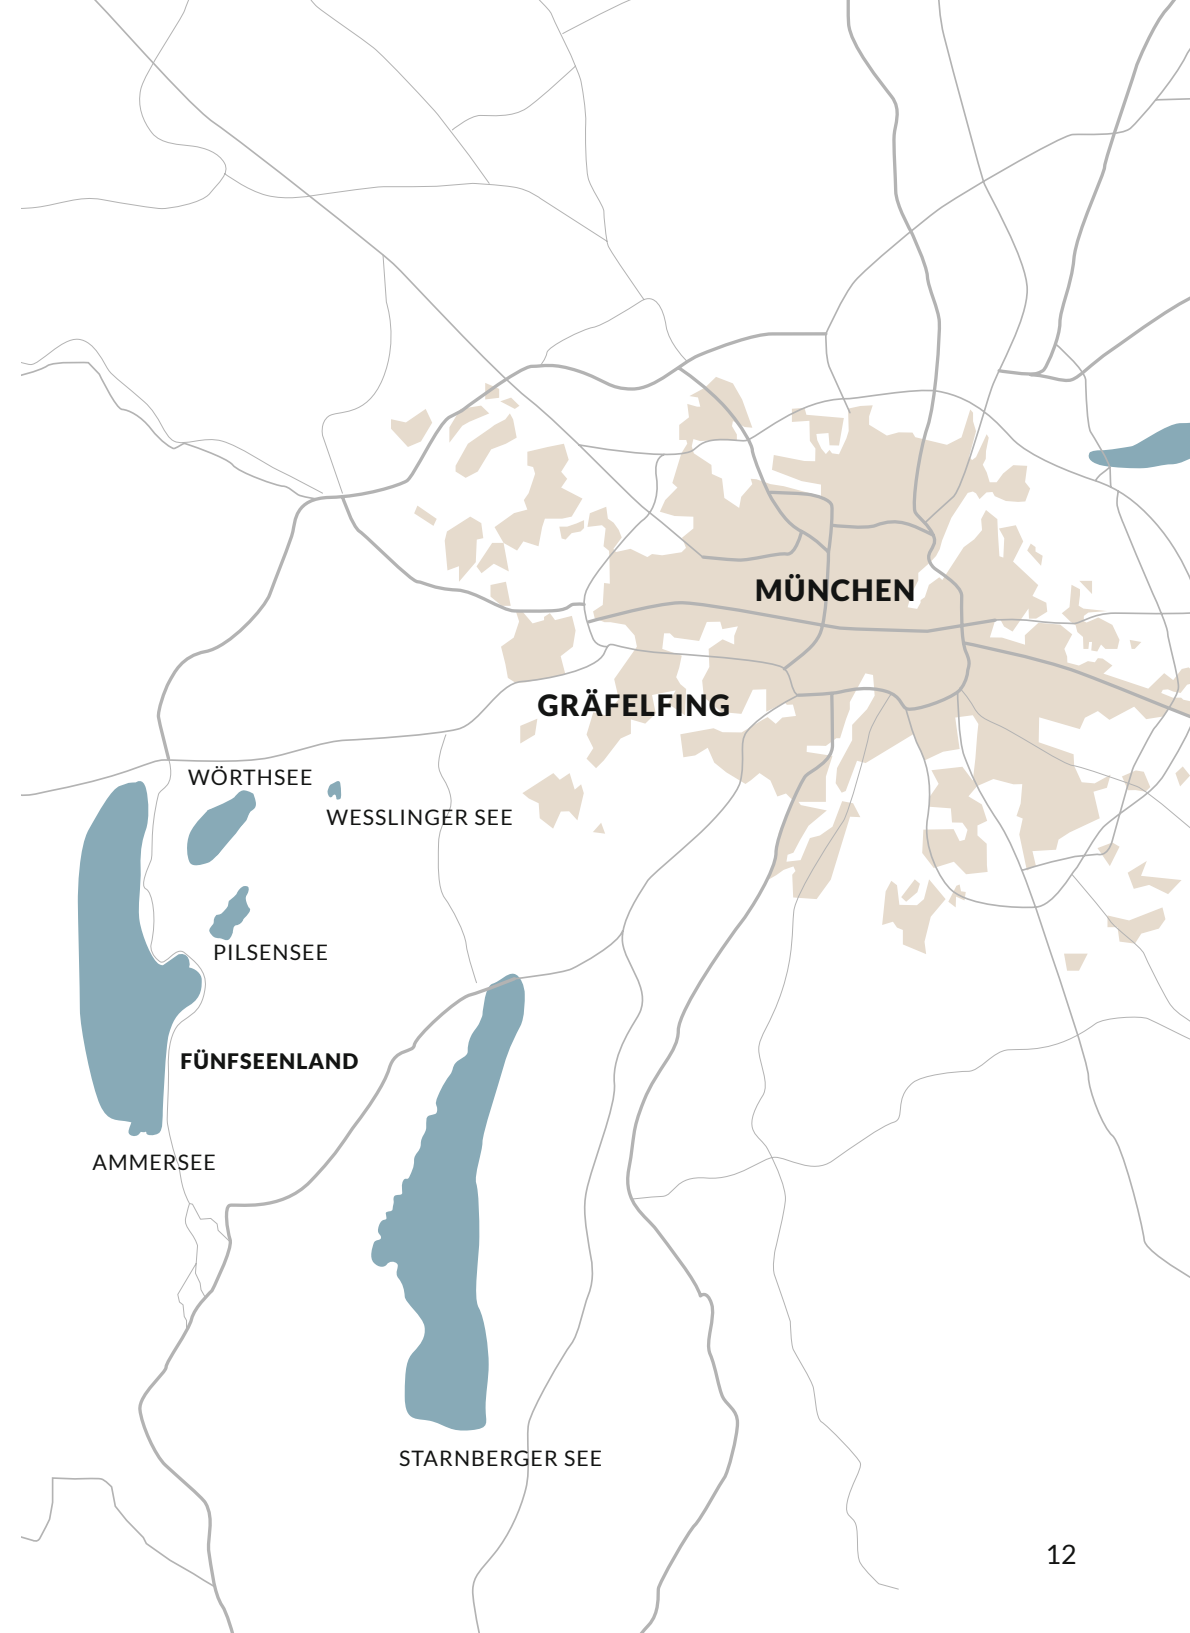 MÜNCHEN
GRÄFELFING
WÖRTHSEE
WESSLINGER SEE
PILSENSEE
FÜNFSEENLAND
AMMERSEE
STARNBERGER SEE
12